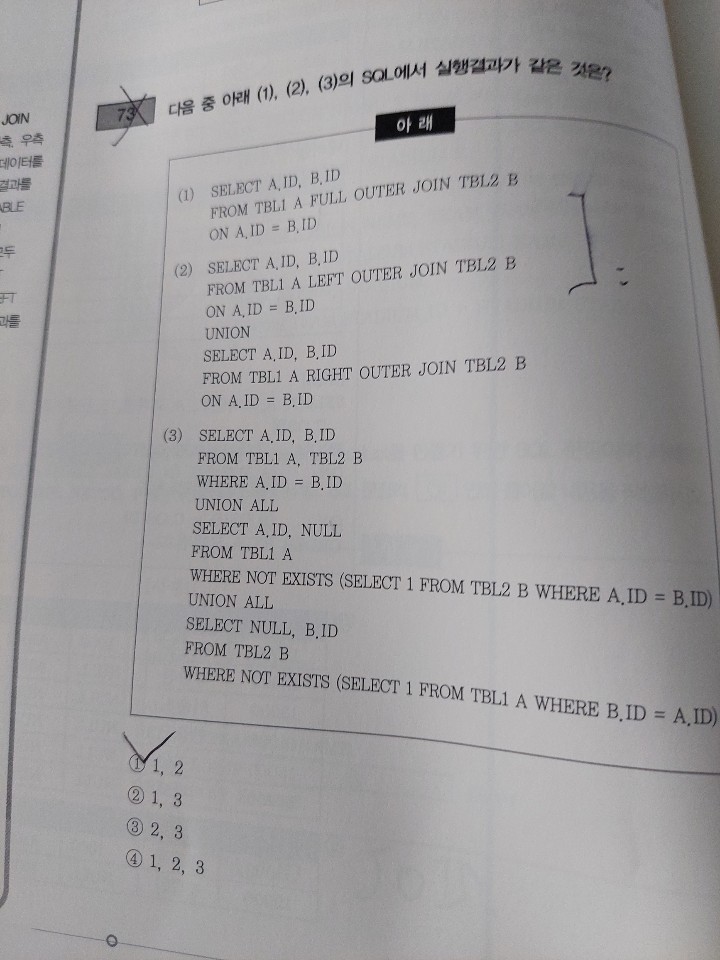 JOIN
측, 우측
데이터를
결과를
ABLE
모두
EFT
과를
73 다음 중 아래 (1), (2), (3)의 SQL에서 실행결과가 같은 것은?
아 래
(1) SELECT A.ID, B.ID
FROM TBL1 A FULL OUTER JOIN TBL2 B
ON A.ID = B.ID
(2) SELECT A.ID, B.ID
FROM TBL1 A LEFT OUTER JOIN TBL2 B
ON A.ID = B.ID
UNION
SELECT A.ID, B.ID
FROM TBL1 A RIGHT OUTER JOIN TBL2 B
ON A.ID = B.ID
(3) SELECT A.ID, B.ID
FROM TBL1 A, TBL2 B
WHERE A.ID = B.ID
UNION ALL
SELECT A.ID, NULL
FROM TBL1 A
WHERE NOT EXISTS (SELECT 1 FROM TBL2 B WHERE A.ID = B.ID)
UNION ALL
SELECT NULL, B.ID
FROM TBL2 B
WHERE NOT EXISTS (SELECT 1 FROM TBL1 A WHERE B.ID = A.ID)
① 1, 2
② 1, 3
③ 2, 3
④ 1, 2, 3